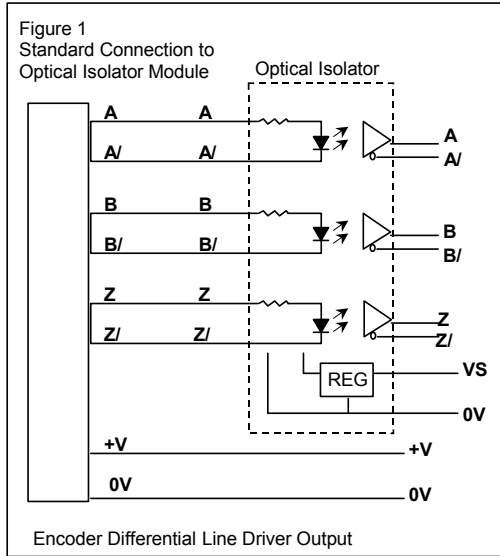 Figure 1
Standard Connection to
Optical Isolator Module
Optical Isolator
A A A
A/ A/ A/
B B B
B/ B/ B/
Z Z Z
Z/ Z/ Z/
VS
REG
0V
+V +V
0V 0V
Encoder Differential Line Driver Output